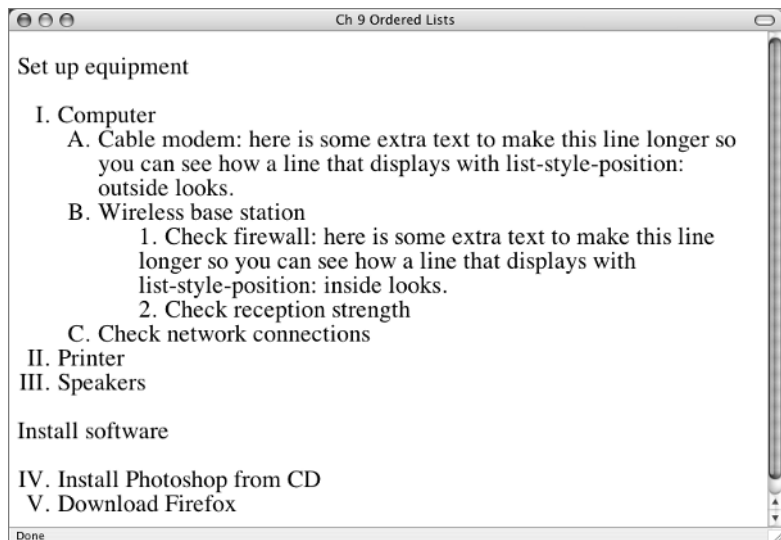 Ch 9 Ordered Lists
Set up equipment
I. Computer
A. Cable modem: here is some extra text to make this line longer so
you can see how a line that displays with list-style-position:
outside looks.
B. Wireless base station
1. Check firewall: here is some extra text to make this line
longer so you can see how a line that displays with
list-style-position: inside looks.
2. Check reception strength
C. Check network connections
II. Printer
III. Speakers
Install software
IV. Install Photoshop from CD
V. Download Firefox
Done